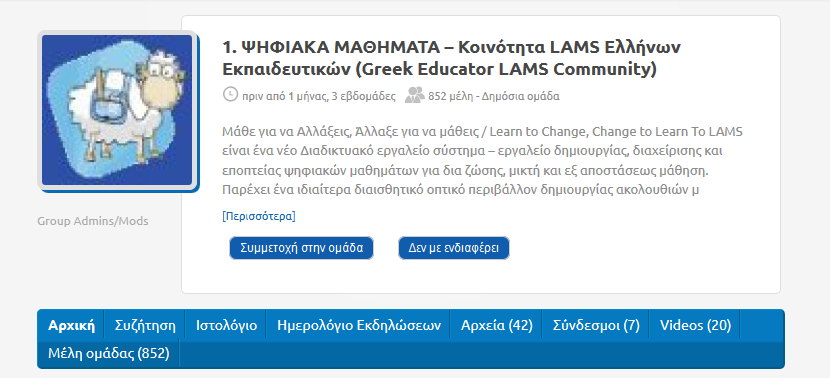 1. ΨΗΦΙΑΚΑ ΜΑΘΗΜΑΤΑ – Κοινότητα LAMS Ελλήνων
Εκπαιδευτικών (Greek Educator LAMS Community)
πριν από 1 μήνας, 3 εβδομάδες 852 μέλη - Δημόσια ομάδα
Μάθε για να Αλλάξεις, Άλλαξε για να μάθεις / Learn to Change, Change to Learn Το LAMS
είναι ένα νέο Διαδικτυακό εργαλείο σύστημα – εργαλείο δημιουργίας, διαχείρισης και
εποπτείας ψηφιακών μαθημάτων για δια ζώσης, μικτή και εξ αποστάσεως μάθηση.
Παρέχει ένα ιδιαίτερα διαισθητικό οπτικό περιβάλλον δημιουργίας ακολουθιών μ
[Περισσότερα]
Group Admins/Mods
Συμμετοχή στην ομάδα Δεν με ενδιαφέρει
Αρχική Συζήτηση Ιστολόγιο Ημερολόγιο Εκδηλώσεων Αρχεία (42) Σύνδεσμοι (7) Videos (20)
Μέλη ομάδας (852)